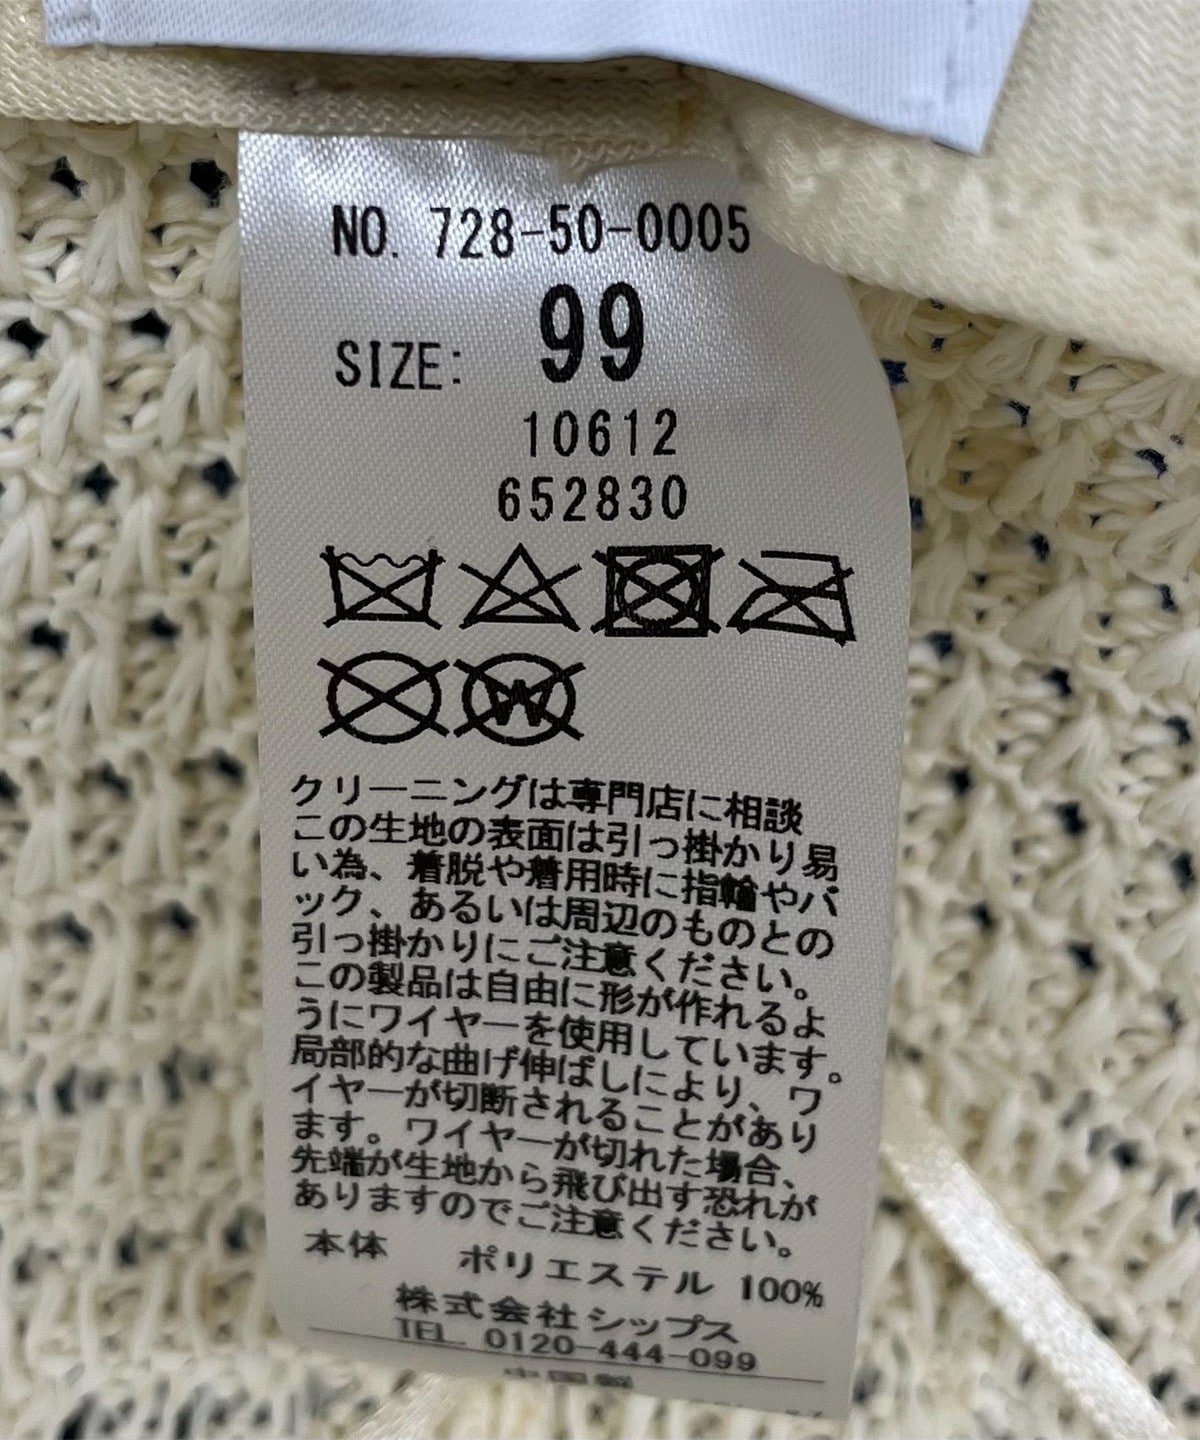 NO. 728-50-0005
SIZE: 99
10612
652830
W
クリーニングは専門店に相談
この生地の表面は引っ掛かり易
い為、着脱や着用時に指輪やバ
ック、あるいは周辺のものとの
引っ掛かりにご注意ください。
この製品は自由に形が作れるよ
うにワイヤーを使用しています。
局部的な曲げ伸ばしにより、ワ
イヤーが切断されることがあり
ます。ワイヤーが切れた場合、
先端が生地から飛び出す恐れが
ありますのでご注意ください。
本体 ポリエステル 100%
株式会社シップス
TEL 0120-444-099
中国製